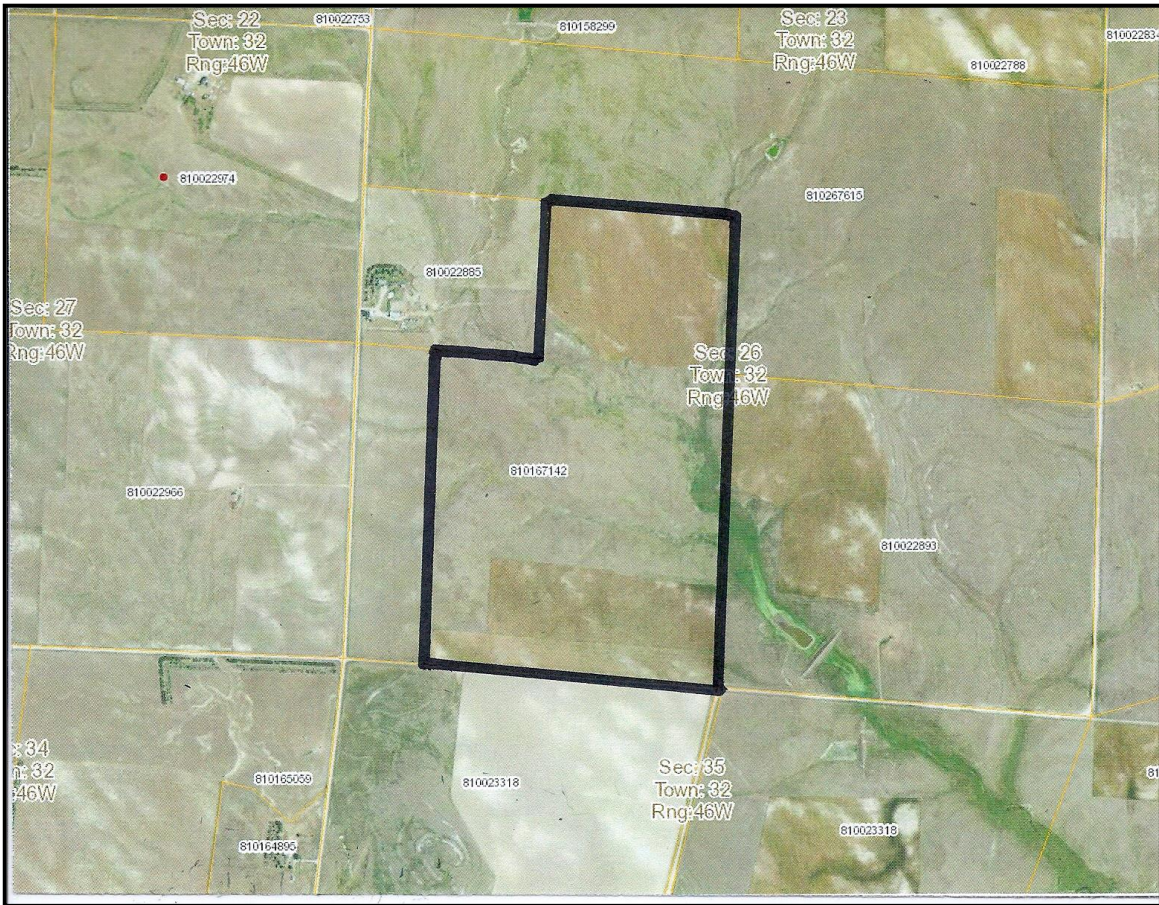 Sec: 22
Town: 32
Rng:46W
810022753
810158299
Sec: 23
Town: 32
Rng:46W
810022834
810022788
810022974
810267615
810022885
Sec: 27
Town: 32
Rng:46W
Sec: 26
Town: 32
Rng:46W
810167142
810022966
810022893
: 34
n: 32
46W
810165059
810023318
Sec: 35
Town: 32
Rng:46W
81
810164895
810023318